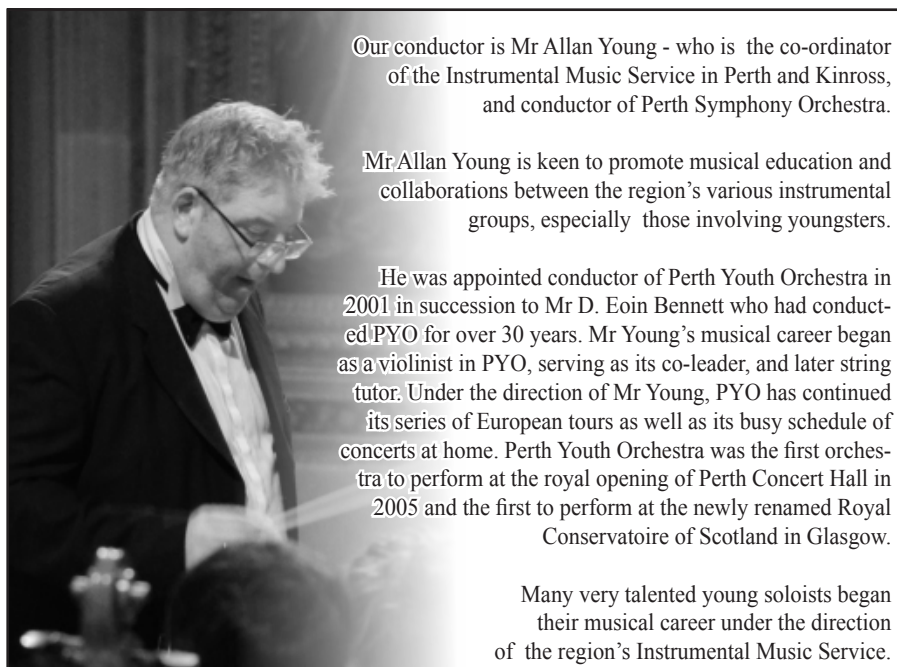 Our conductor is Mr Allan Young - who is the co-ordinator
of the Instrumental Music Service in Perth and Kinross,
and conductor of Perth Symphony Orchestra.
Mr Allan Young is keen to promote musical education and
collaborations between the region's various instrumental
groups, especially those involving youngsters.
He was appointed conductor of Perth Youth Orchestra in
2001 in succession to Mr D. Eoin Bennett who had conduct-
ed PYO for over 30 years. Mr Young's musical career began
as a violinist in PYO, serving as its co-leader, and later string
tutor. Under the direction of Mr Young, PYO has continued
its series of European tours as well as its busy schedule of
concerts at home. Perth Youth Orchestra was the first orches-
tra to perform at the royal opening of Perth Concert Hall in
2005 and the first to perform at the newly renamed Royal
Conservatoire of Scotland in Glasgow.
Many very talented young soloists began
their musical career under the direction
of the region's Instrumental Music Service.